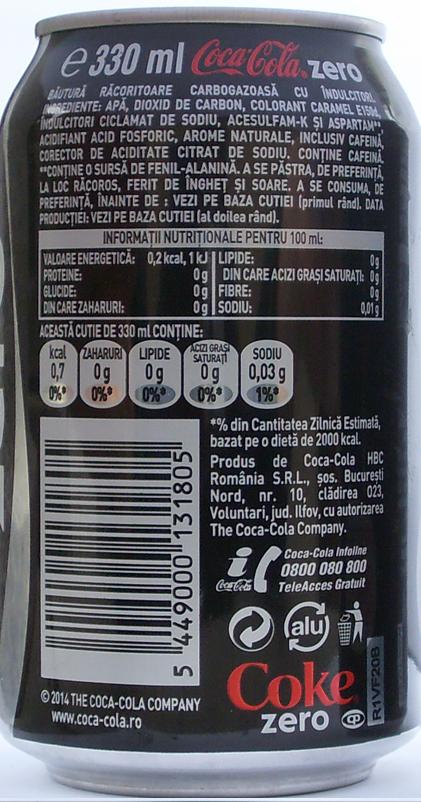 e 330 ml Coca-Cola zero
BĂUTURĂ RĂCORITOARE CARBOGAZOASĂ CU ÎNDULCITORI.
INGREDIENTE: APĂ, DIOXID DE CARBON, COLORANT CARAMEL E150d,
ÎNDULCITORI CICLAMAT DE SODIU, ACESULFAM-K ȘI ASPARTAM**,
ACIDIFIANT ACID FOSFORIC, AROME NATURALE, INCLUSIV CAFEINĂ,
CORECTOR DE ACIDITATE CITRAT DE SODIU. CONȚINE CAFEINĂ.
**CONȚINE O SURSĂ DE FENIL-ALANINĂ. A SE PĂSTRA, DE PREFERINȚĂ,
LA LOC RĂCOROS, FERIT DE ÎNGHEȚ ȘI SOARE. A SE CONSUMA, DE
PREFERINȚĂ, ÎNAINTE DE : VEZI PE BAZA CUTIEI (primul rând). DATA
PRODUCȚIEI: VEZI PE BAZA CUTIEI (al doilea rând).
INFORMAȚII NUTRIȚIONALE PENTRU 100 ml:
VALOARE ENERGETICĂ: 0,2 kcal, 1 kJ LIPIDE: 0g
PROTEINE: 0g DIN CARE ACIZI GRAȘI SATURAȚI: 0g
GLUCIDE: 0g FIBRE: 0g
DIN CARE ZAHARURI: 0g SODIU: 0,01g
ACEASTĂ CUTIE DE 330 ml CONȚINE:
kcal ZAHARURI LIPIDE ACIZI GRAȘI SATURAȚI SODIU
0,7 0 g 0 g 0 g 0,03 g
0%* 0%* 0%* 0%* 1%*
*% din Cantitatea Zilnică Estimată,
bazat pe o dietă de 2000 kcal.
Produs de Coca-Cola HBC
România S.R.L., șos. București
Nord, nr. 10, clădirea O23,
Voluntari, jud. Ilfov, cu autorizarea
The Coca-Cola Company.
5 449000 131805
Coca-Cola
Coca-Cola Infoline
0800 080 800
TeleAcces Gratuit
alu
Coke
zero
R1VF20B
© 2014 THE COCA-COLA COMPANY
www.coca-cola.ro